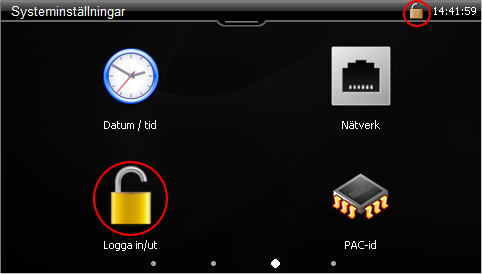 Systeminställningar
14:41:59
Datum / tid
Nätverk
Logga in/ut
PAC-id